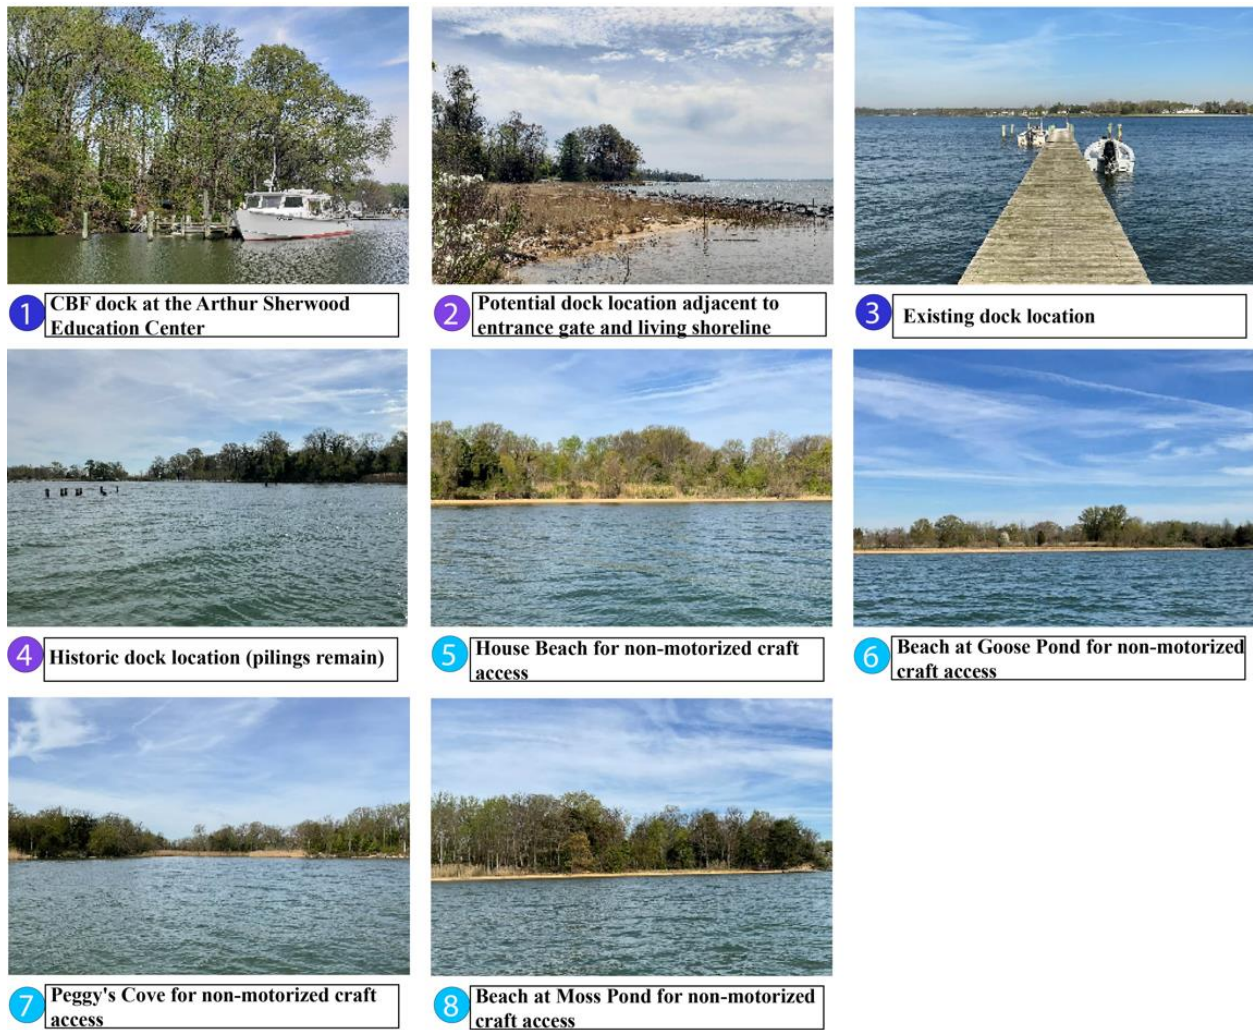 1 CBF dock at the Arthur Sherwood
Education Center
2 Potential dock location adjacent to
entrance gate and living shoreline
3 Existing dock location
4 Historic dock location (pilings remain)
5 House Beach for non-motorized craft
access
6 Beach at Goose Pond for non-motorized
craft access
7 Peggy's Cove for non-motorized craft
access
8 Beach at Moss Pond for non-motorized
craft access